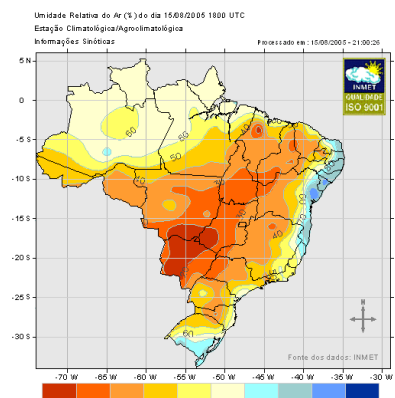 Umidade Relativa do Ar (%) do dia 15/08/2005 1800 UTC
Estação Climatológica/Agroclimatológica
Informações Sinóticas
Processado em: 15/08/2005 - 21:00:26
INMET
QUALIDADE
ISO 9001
5 N
0
-5 S
-10 S
-15 S
-20 S
-25 S
-30 S
60
60
50
40
40
60
N
Fonte dos dados: INMET
-70 W -65 W -60 W -55 W -50 W -45 W -40 W -35 W -30 W